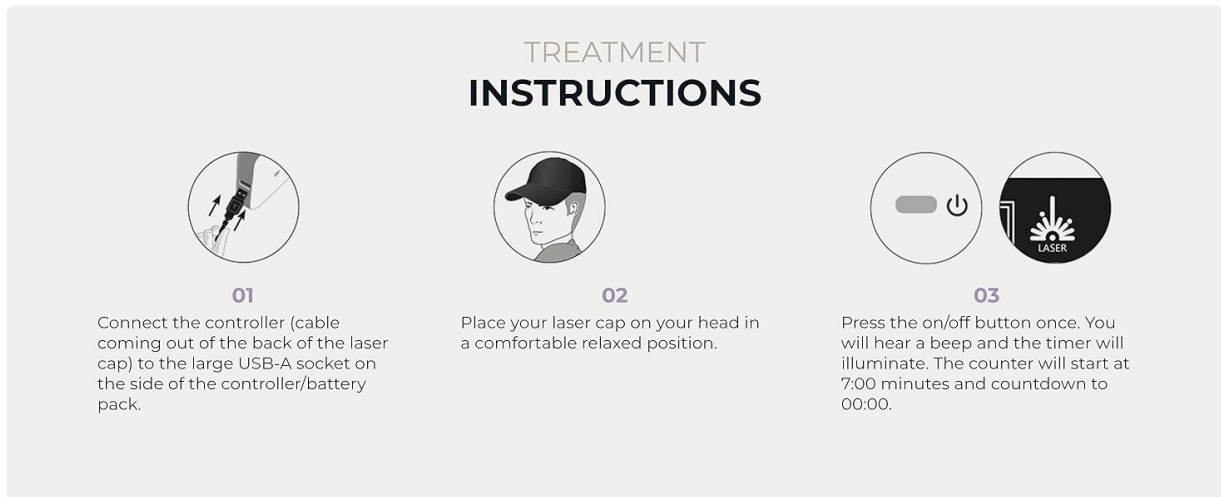 TREATMENT
INSTRUCTIONS
LASER
01
Connect the controller (cable
coming out of the back of the laser
cap) to the large USB-A socket on
the side of the controller/battery
pack.
02
Place your laser cap on your head in
a comfortable relaxed position.
03
Press the on/off button once. You
will hear a beep and the timer will
illuminate. The counter will start at
7:00 minutes and countdown to
00:00.